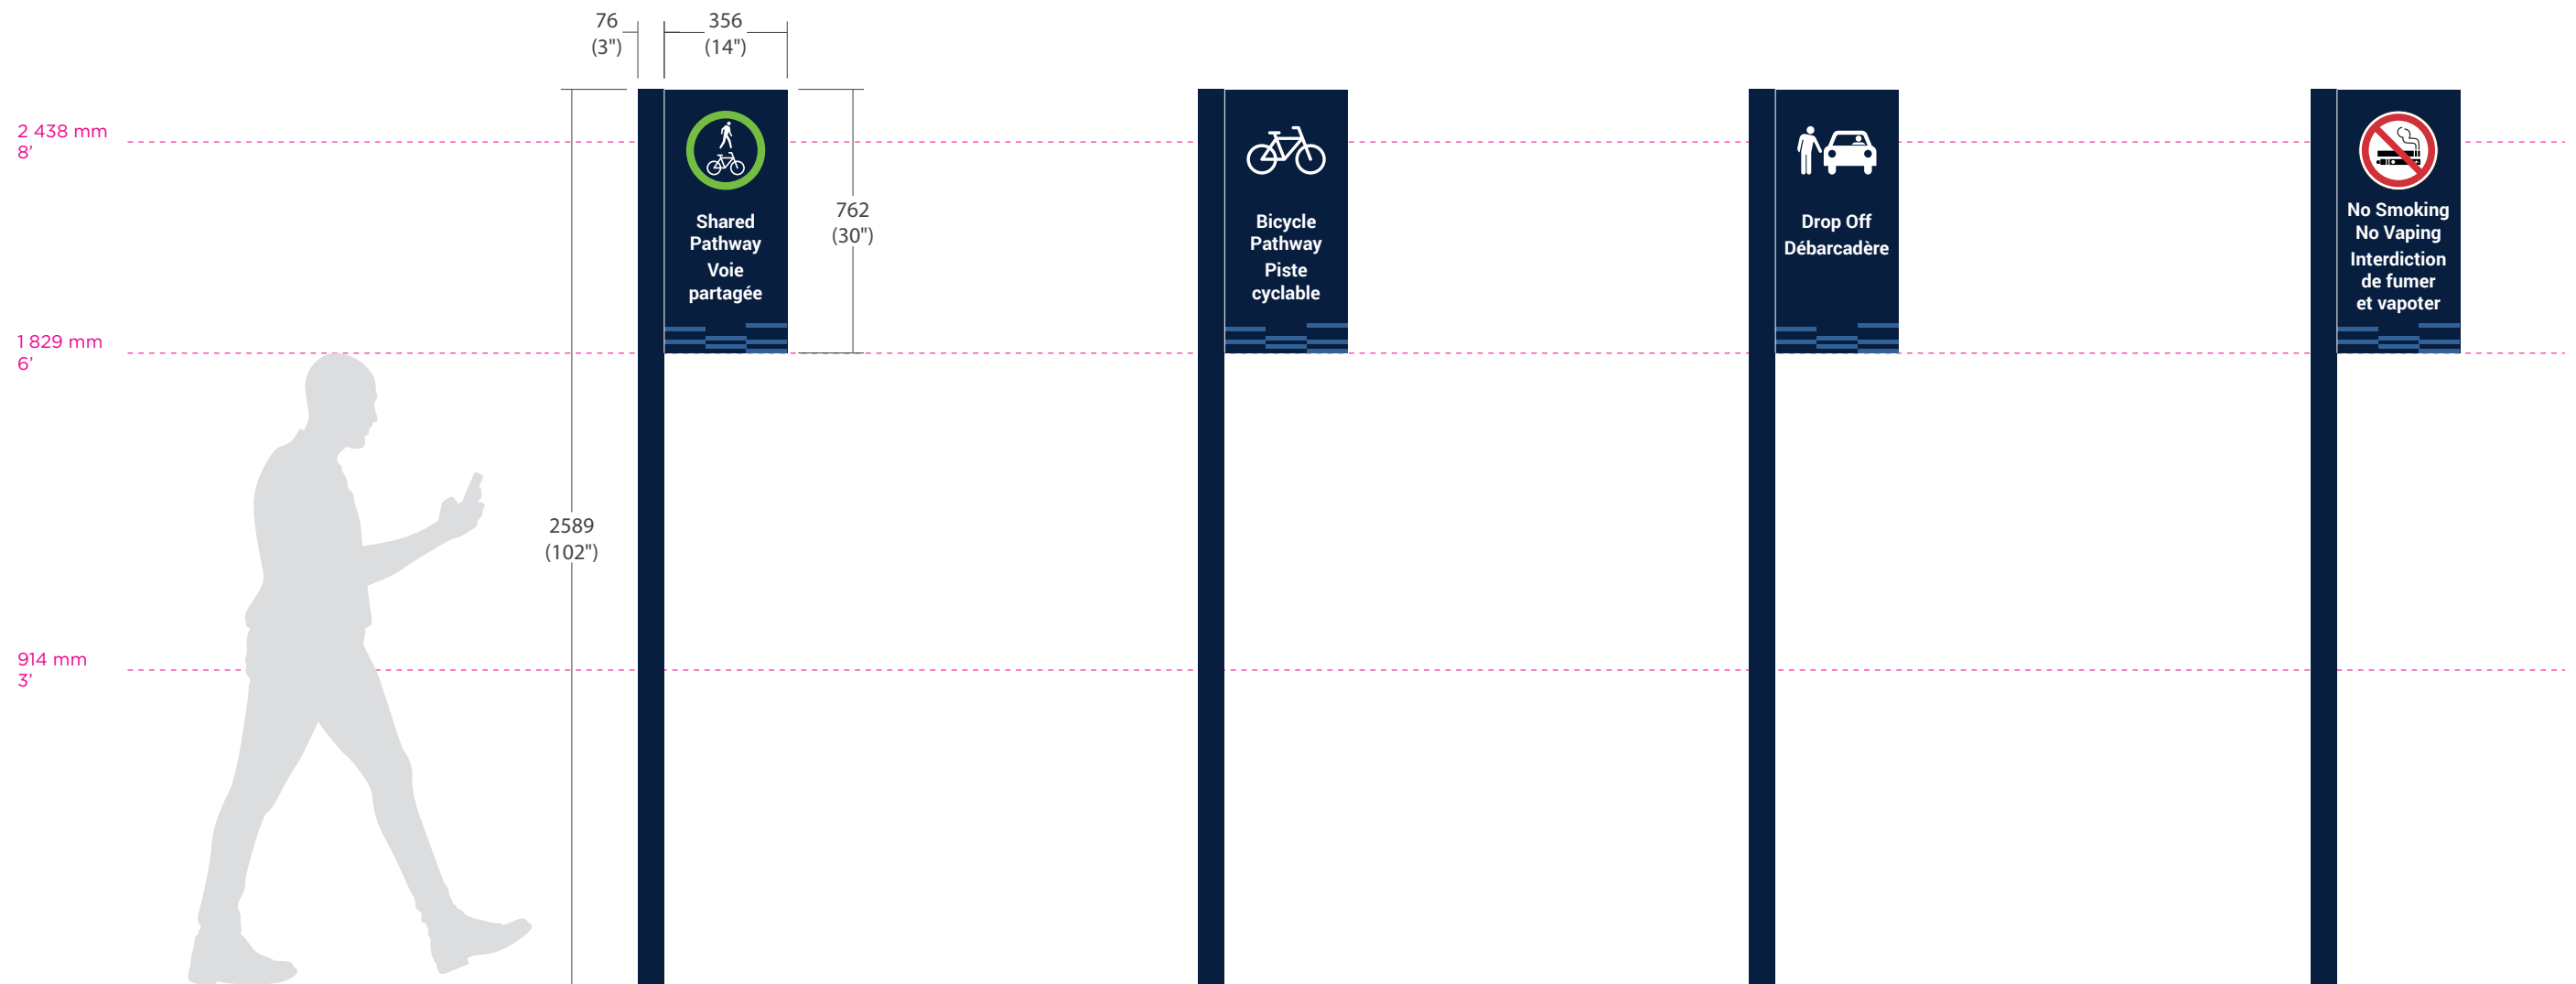 76
(3")
356
(14")
2 438 mm
8’
1 829 mm
6’
914 mm
3’
2589
(102")
762
(30")
Shared
Pathway
Voie
partagée
Bicycle
Pathway
Piste
cyclable
Drop Off
Débarcadère
No Smoking
No Vaping
Interdiction
de fumer
et vapoter